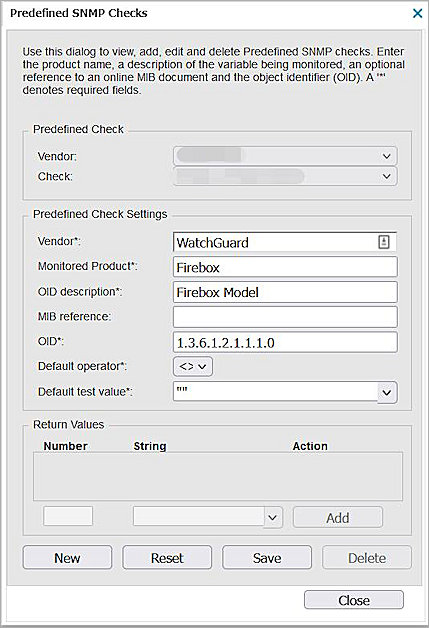 Predefined SNMP Checks
Use this dialog to view, add, edit and delete Predefined SNMP checks. Enter
the product name, a description of the variable being monitored, an optional
reference to an online MIB document and the object identifier (OID). A '*'
denotes required fields.
Predefined Check
Vendor:
Check:
Predefined Check Settings
Vendor*: WatchGuard
Monitored Product*: Firebox
OID description*: Firebox Model
MIB reference:
OID*: 1.3.6.1.2.1.1.1.0
Default operator*: <>
Default test value*: ""
Return Values
Number String Action
Add
New Reset Save Delete
Close